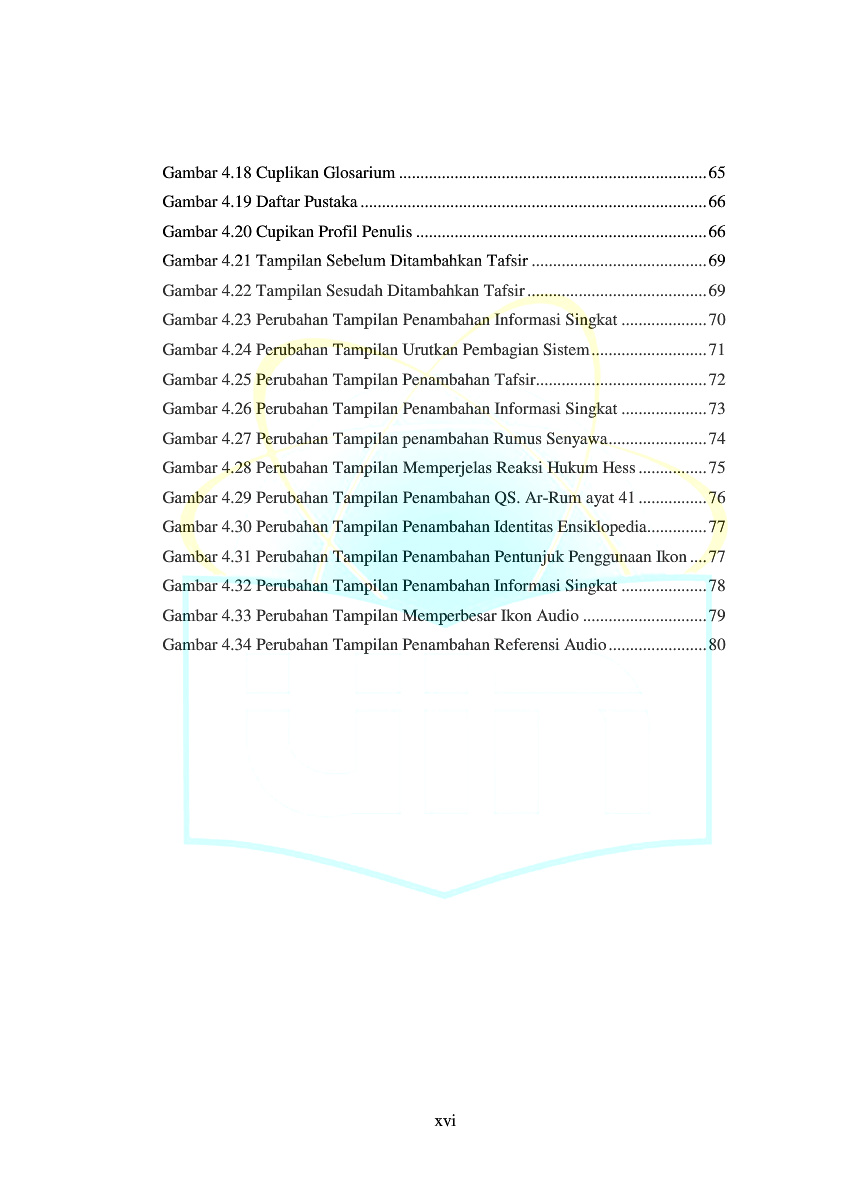 Gambar 4.18 Cuplikan Glosarium ........................................................................ 65
Gambar 4.19 Daftar Pustaka ................................................................................. 66
Gambar 4.20 Cupikan Profil Penulis .................................................................... 66
Gambar 4.21 Tampilan Sebelum Ditambahkan Tafsir ......................................... 69
Gambar 4.22 Tampilan Sesudah Ditambahkan Tafsir .......................................... 69
Gambar 4.23 Perubahan Tampilan Penambahan Informasi Singkat .................... 70
Gambar 4.24 Perubahan Tampilan Urutkan Pembagian Sistem ........................... 71
Gambar 4.25 Perubahan Tampilan Penambahan Tafsir ........................................ 72
Gambar 4.26 Perubahan Tampilan Penambahan Informasi Singkat .................... 73
Gambar 4.27 Perubahan Tampilan penambahan Rumus Senyawa ....................... 74
Gambar 4.28 Perubahan Tampilan Memperjelas Reaksi Hukum Hess ................ 75
Gambar 4.29 Perubahan Tampilan Penambahan QS. Ar-Rum ayat 41 ................ 76
Gambar 4.30 Perubahan Tampilan Penambahan Identitas Ensiklopedia .............. 77
Gambar 4.31 Perubahan Tampilan Penambahan Pentunjuk Penggunaan Ikon .... 77
Gambar 4.32 Perubahan Tampilan Penambahan Informasi Singkat .................... 78
Gambar 4.33 Perubahan Tampilan Memperbesar Ikon Audio ............................. 79
Gambar 4.34 Perubahan Tampilan Penambahan Referensi Audio ....................... 80
xvi